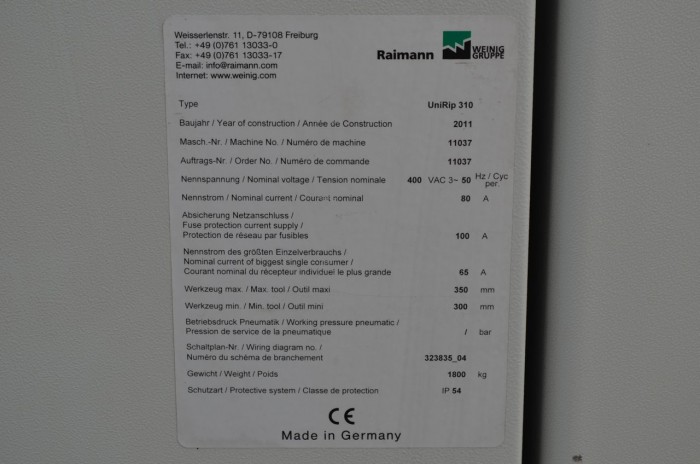 Weisserlenstr. 11, D-79108 Freiburg
Tel.: +49 (0)761 13033-0
Fax: +49 (0)761 13033-17
E-mail: info@raimann.com
Internet: www.weinig.com
Raimann WEINIG
GRUPPE
Type UniRip 310
Baujahr / Year of construction / Année de Construction 2011
Masch.-Nr. / Machine No. / Numéro de machine 11037
Auftrags-Nr. / Order No. / Numéro de commande 11037
Nennspannung / Nominal voltage / Tension nominale 400 VAC 3~ 50 Hz / Cyc
per.
Nennstrom / Nominal current / Courant nominal 80 A
Absicherung Netzanschluss /
Fuse protection current supply /
Protection de réseau par fusibles 100 A
Nennstrom des größten Einzelverbrauchs /
Nominal current of biggest single consumer /
Courant nominal du récepteur individuel le plus grande 65 A
Werkzeug max. / Max. tool / Outil maxi 350 mm
Werkzeug min. / Min. tool / Outil mini 300 mm
Betriebsdruck Pneumatik / Working pressure pneumatic /
Pression de service de la pneumatique / bar
Schaltplan-Nr. / Wiring diagram no. /
Numéro du schéma de branchement 323835_04
Gewicht / Weight / Poids 1800 kg
Schutzart / Protective system / Classe de protection IP 54
CE
Made in Germany